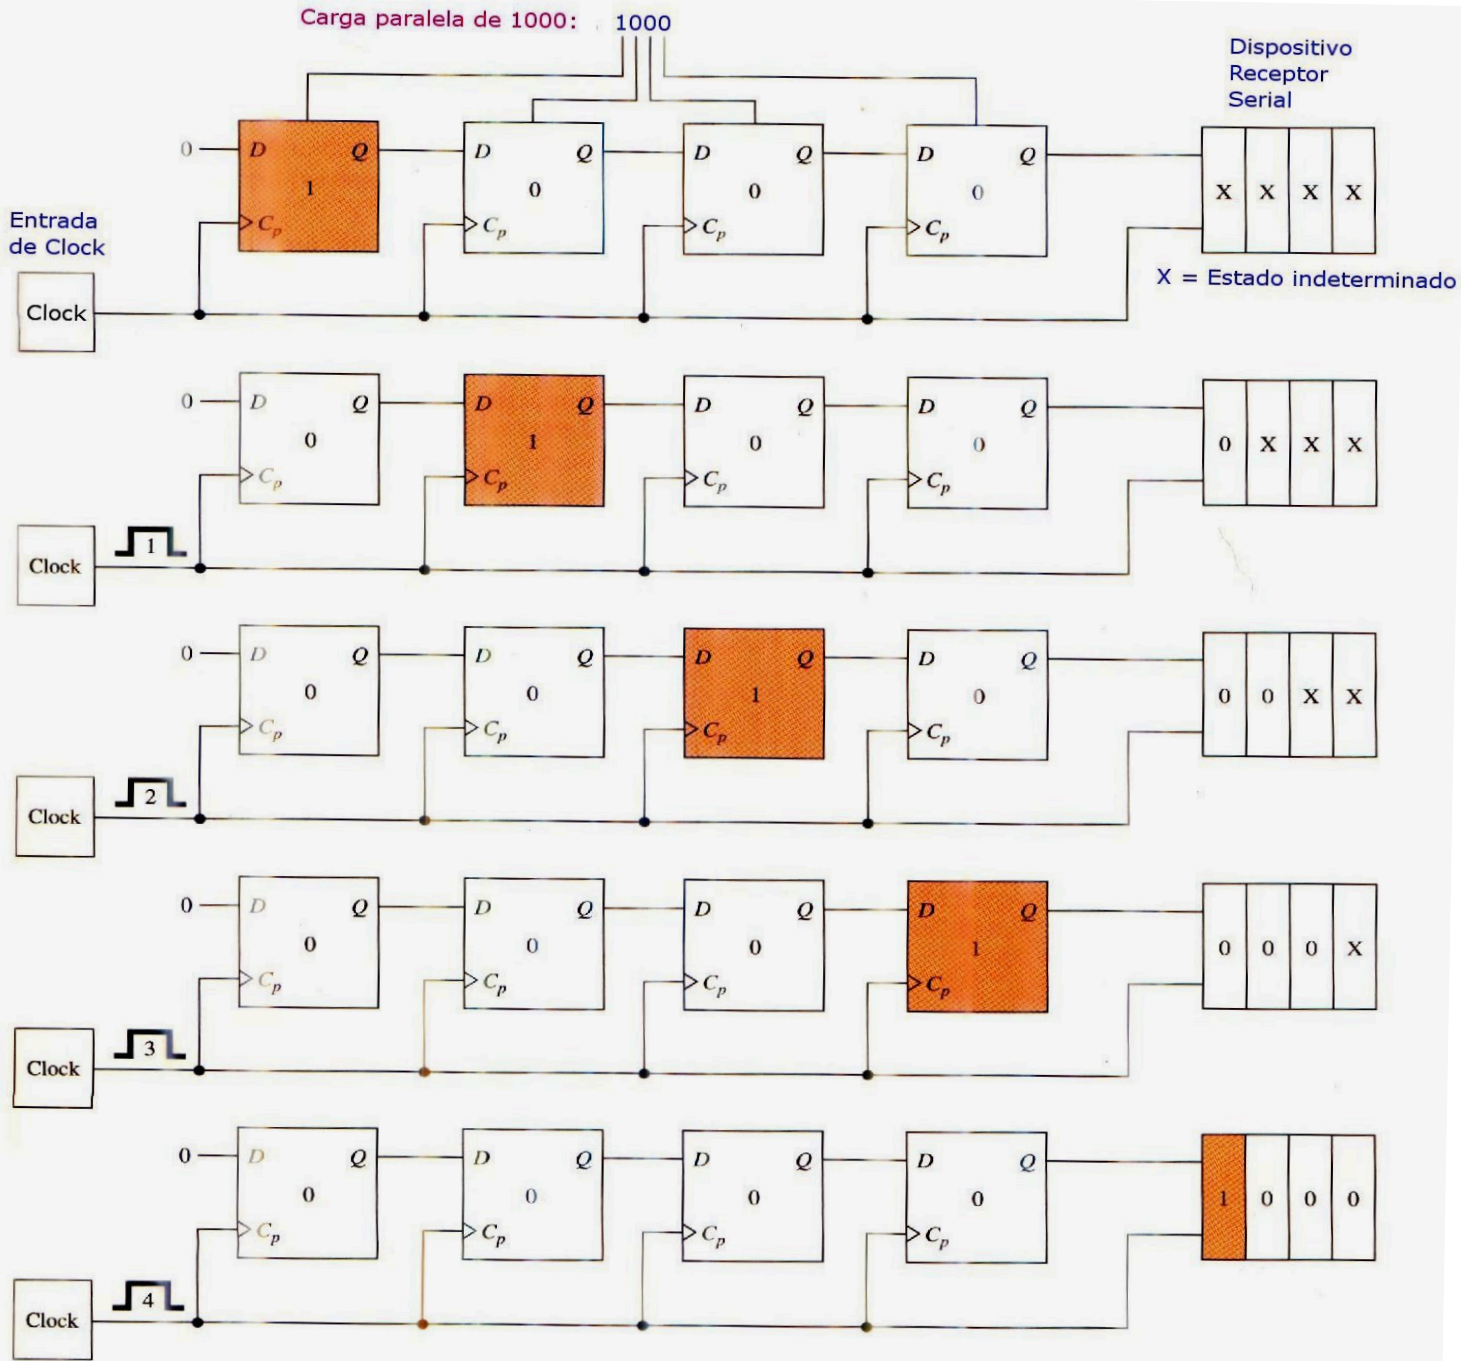 Carga paralela de 1000: 1000
Dispositivo
Receptor
Serial
0 D Q D Q D Q D Q
1 0 0 0 X X X X
Entrada
de Clock
Cp Cp Cp Cp
X = Estado indeterminado
Clock
0 D Q D Q D Q D Q
0 1 0 0 0 X X X
Cp Cp Cp Cp
1
Clock
0 D Q D Q D Q D Q
0 0 1 0 0 0 X X
Cp Cp Cp Cp
2
Clock
0 D Q D Q D Q D Q
0 0 0 1 0 0 0 X
Cp Cp Cp Cp
3
Clock
0 D Q D Q D Q D Q
0 0 0 0 1 0 0 0
Cp Cp Cp Cp
4
Clock